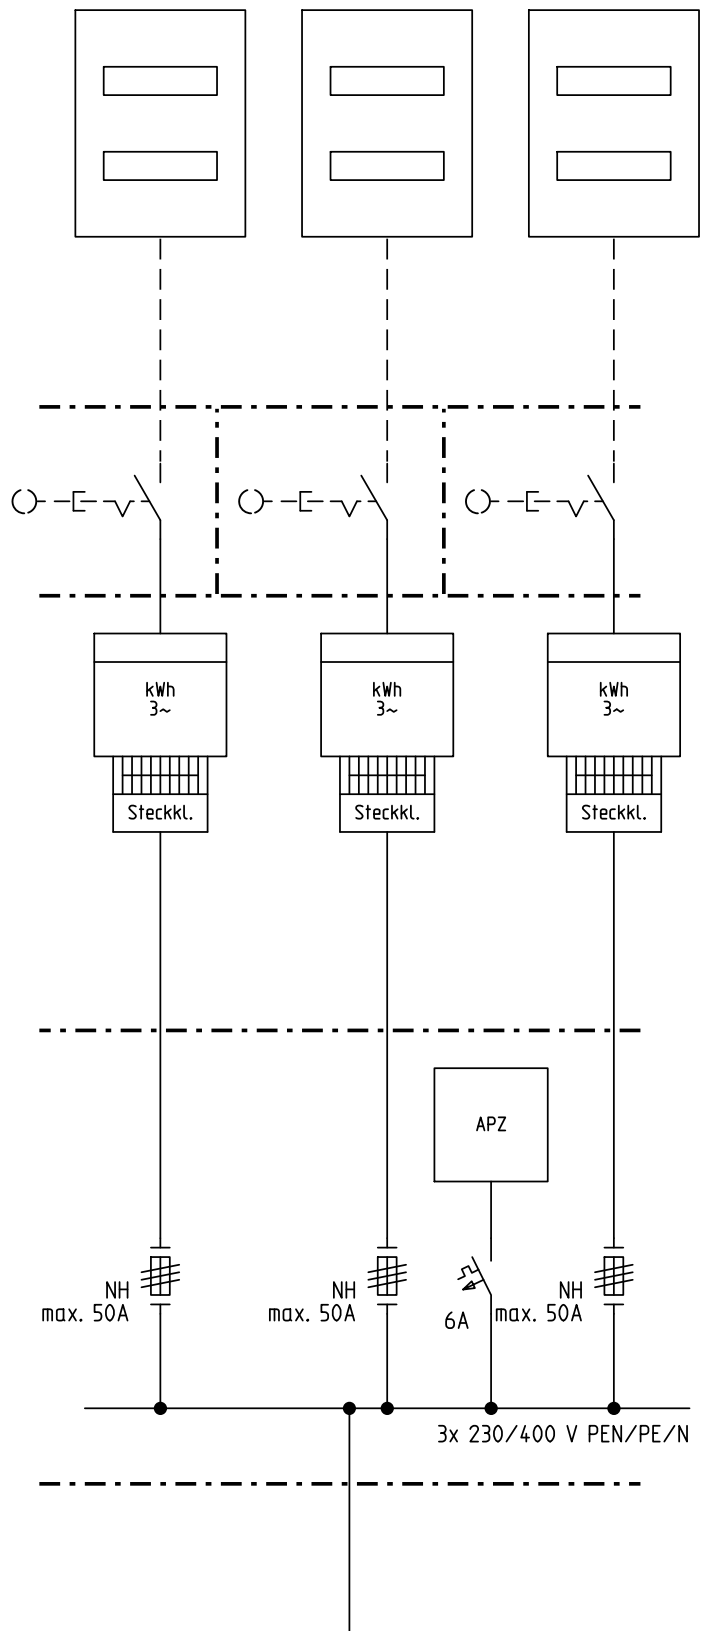 kWh
3~
kWh
3~
kWh
3~
Steckkl.
Steckkl.
Steckkl.
APZ
NH
max. 50A
NH
max. 50A
6A
NH
max. 50A
3x 230/400 V PEN/PE/N